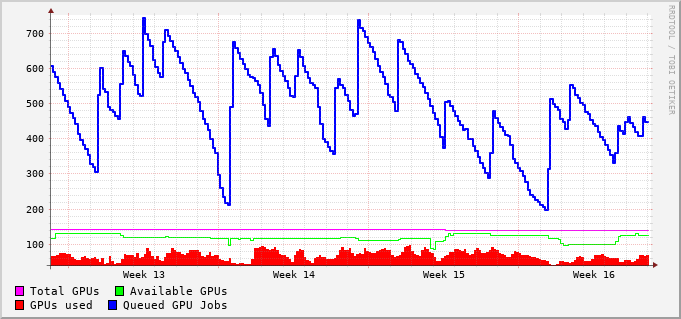 RRDTOOL / TOBI OETIKER
700
600
500
400
300
200
100
Week 13 Week 14 Week 15 Week 16
Total GPUs Available GPUs
GPUs used Queued GPU Jobs